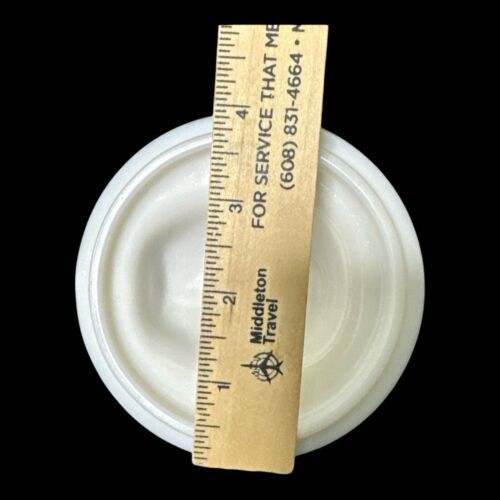 FOR SERVICE THAT ME
(608) 831-4664 •
Middleton
Travel
1
2
3
4